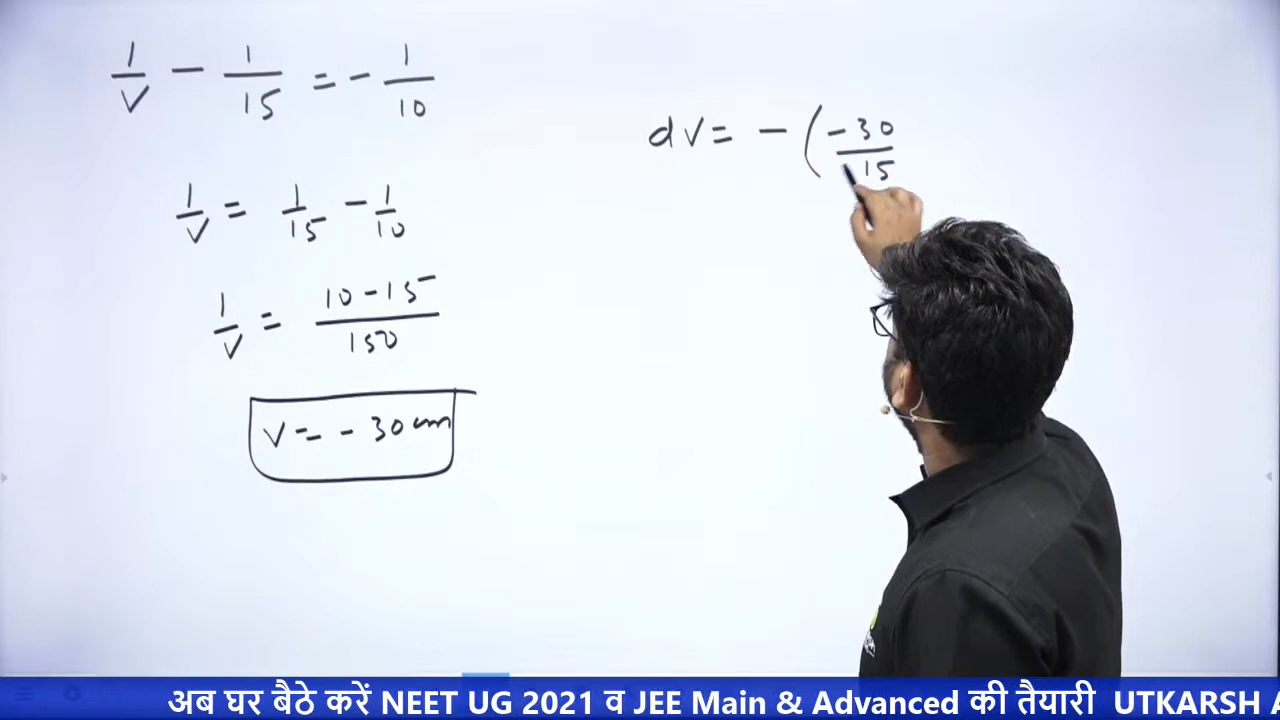 1/V - 1/15 = - 1/10
1/V = 1/15 - 1/10
1/V = 10-15/150
V = - 30 cm
dV = - ( -30/15
अब घर बैठे करें NEET UG 2021 व JEE Main & Advanced की तैयारी UTKARSH